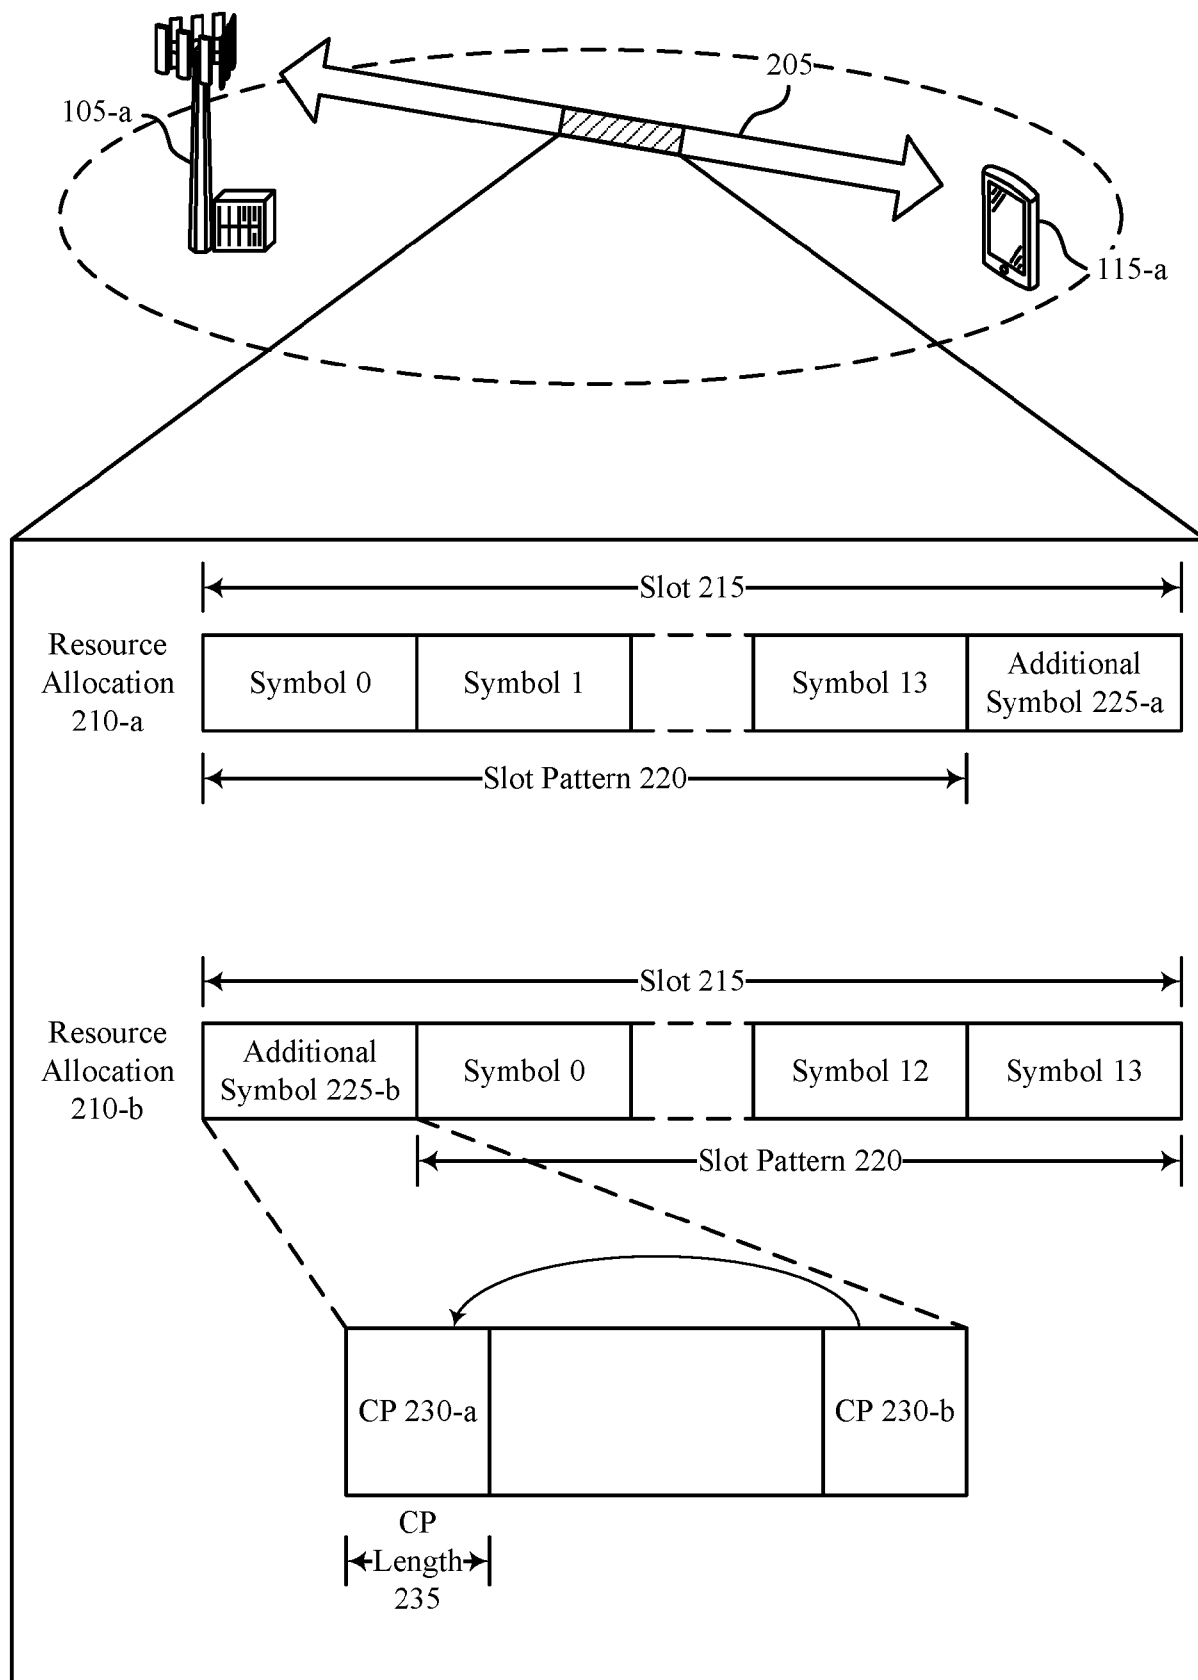 205
105-a
115-a
Slot 215
Resource
Allocation
210-a
Symbol 0
Symbol 1
Symbol 13
Additional
Symbol 225-a
Slot Pattern 220
Slot 215
Resource
Allocation
210-b
Additional
Symbol 225-b
Symbol 0
Symbol 12
Symbol 13
Slot Pattern 220
CP 230-a
CP 230-b
CP
Length
235